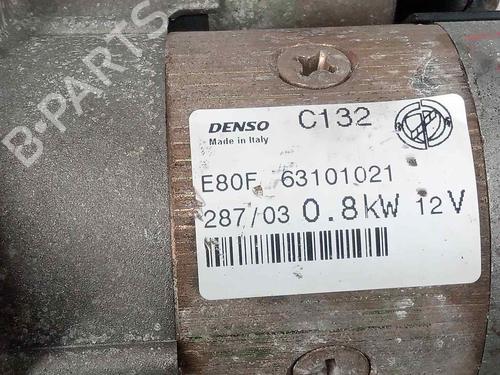 B-PARTS
DENSO C132
Made in Italy
E80F 63101021
287/03 0.8KW 12V